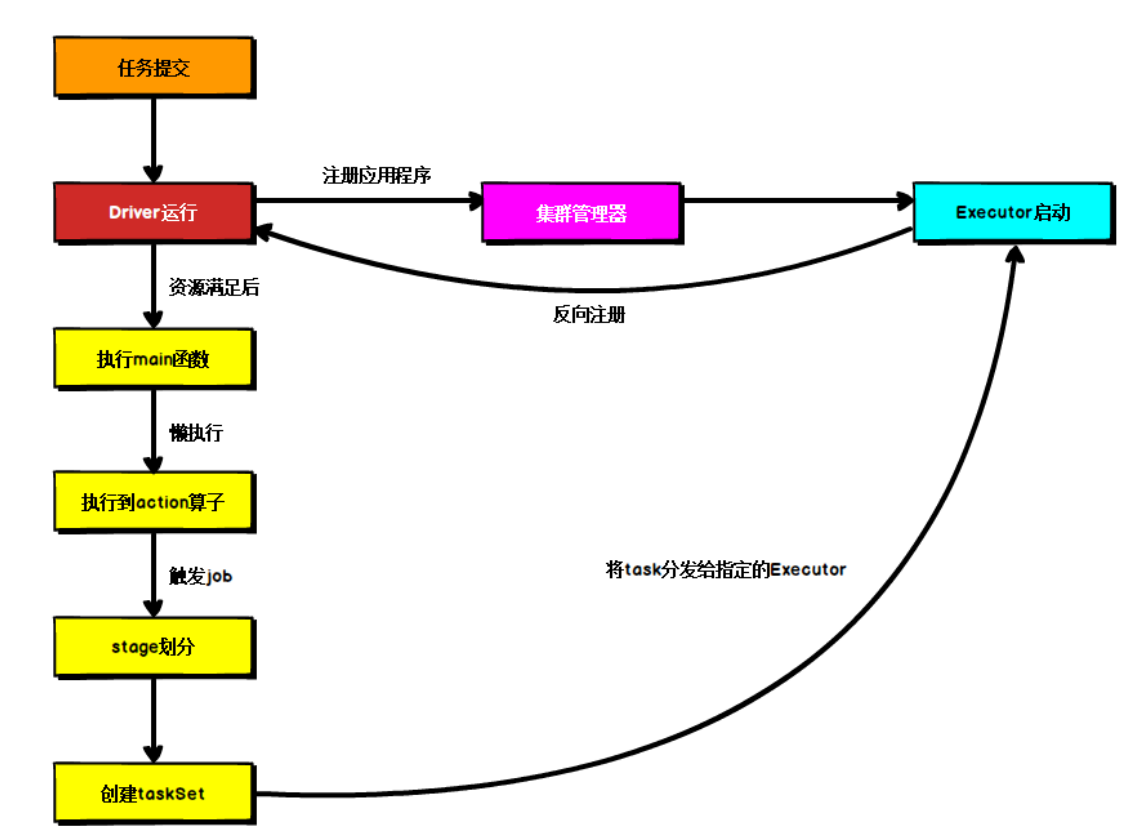 任务提交
Driver运行
注册应用程序
集群管理器
Executor启动
反向注册
资源满足后
执行main函数
懒执行
执行到action算子
触发job
stage划分
创建taskSet
将task分发给指定的Executor